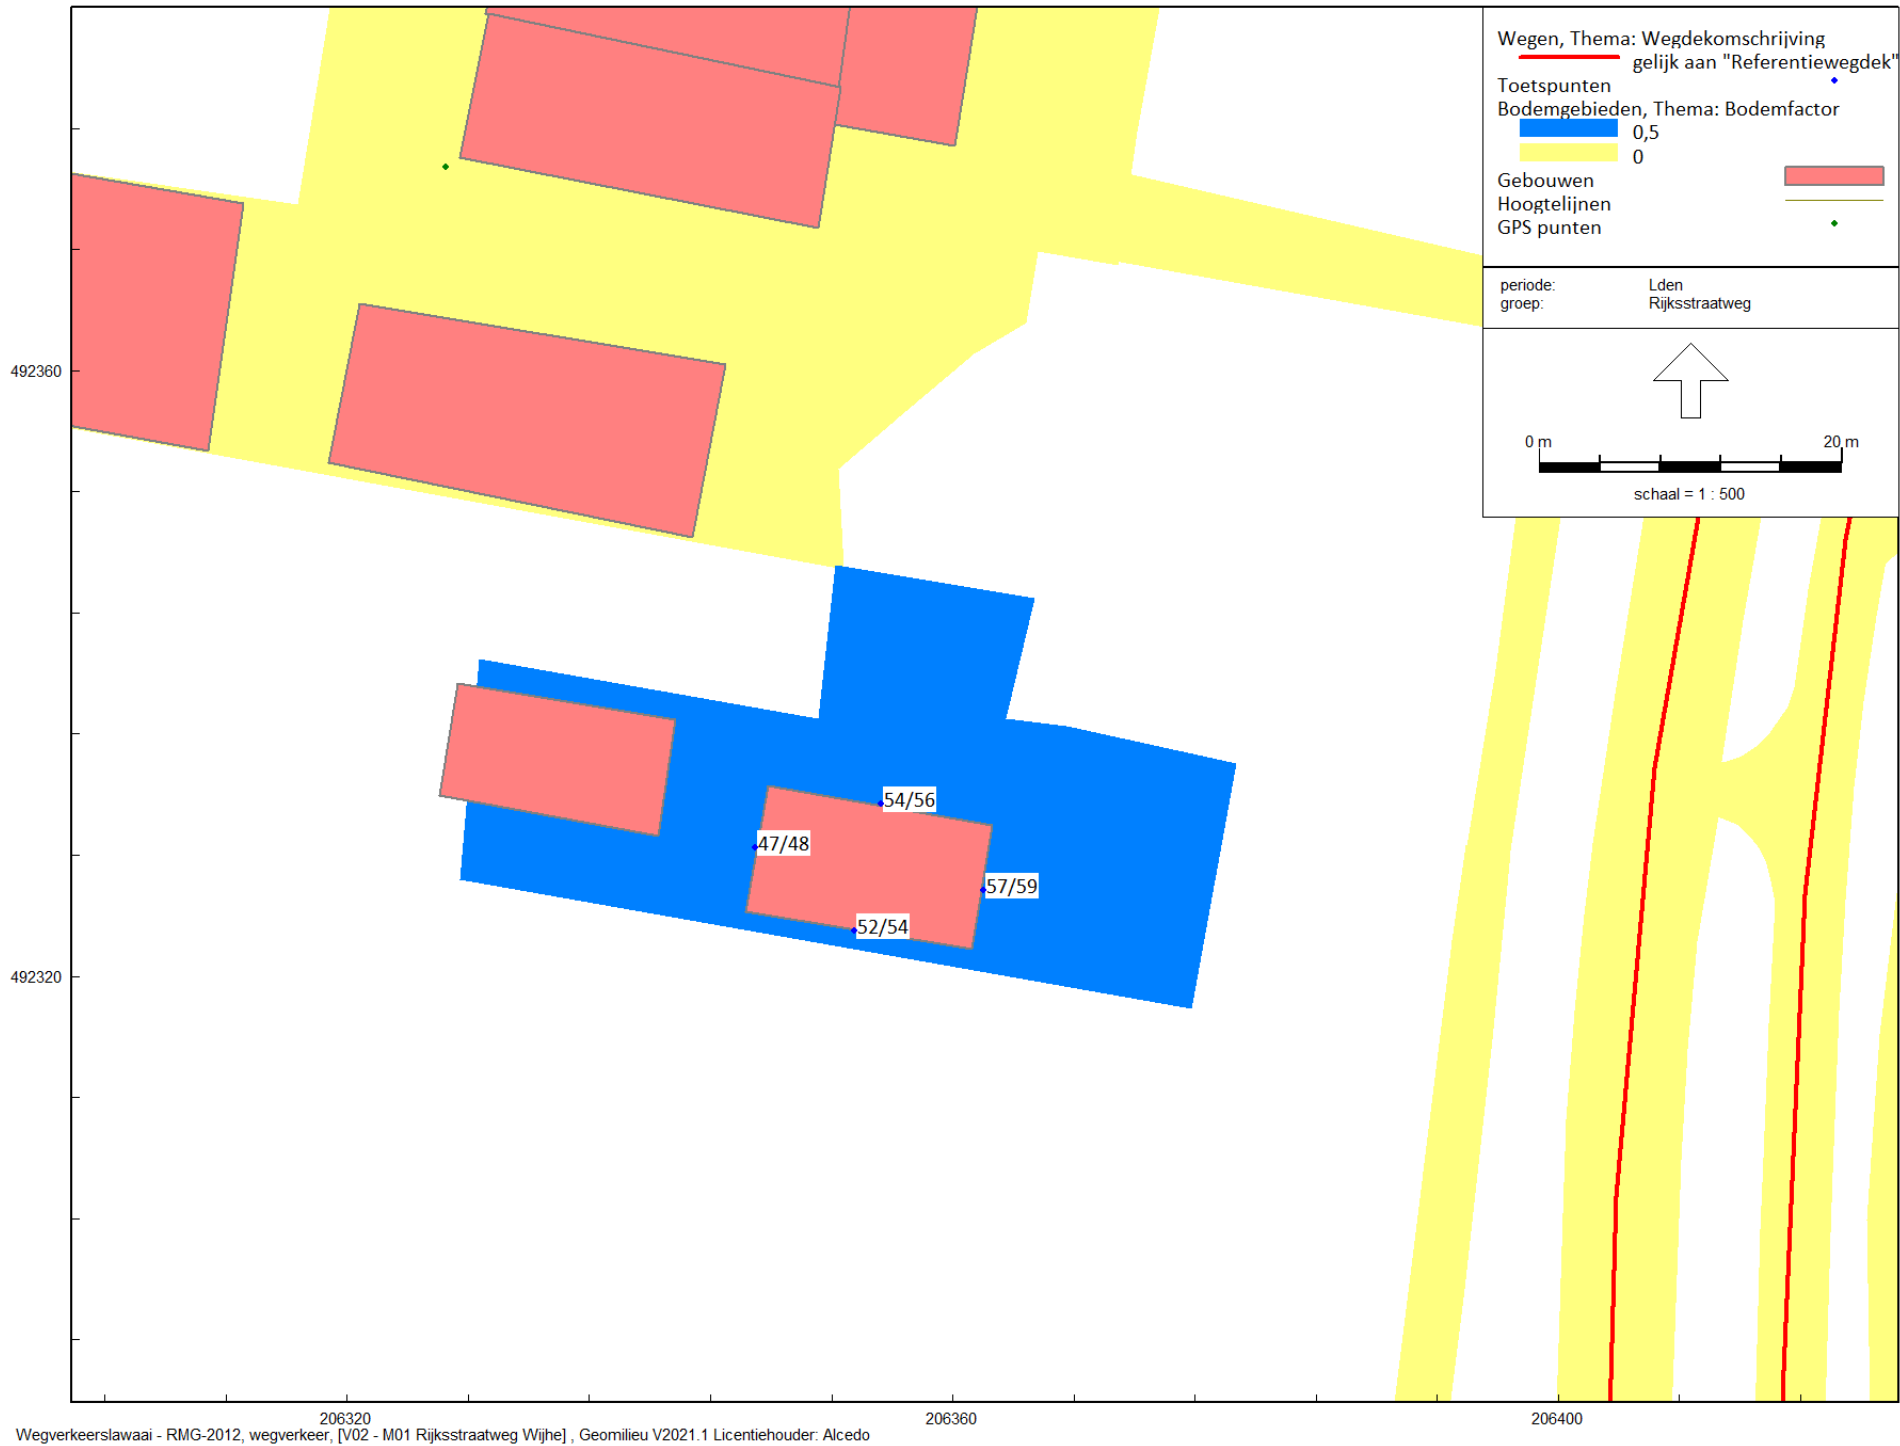 Wegen, Thema: Wegdekomschrijving
gelijk aan "Referentiewegdek"
Toetspunten
Bodemgebieden, Thema: Bodemfactor
0,5
0
Gebouwen
Hoogtelijnen
GPS punten
periode: Lden
groep: Rijksstraatweg
0 m 20 m
schaal = 1 : 500
492360
54/56
47/48
57/59
52/54
492320
206320 206360 206400
Wegverkeerslawaai - RMG-2012, wegverkeer, [V02 - M01 Rijksstraatweg Wijhe] , Geomilieu V2021.1 Licentiehouder: Alcedo